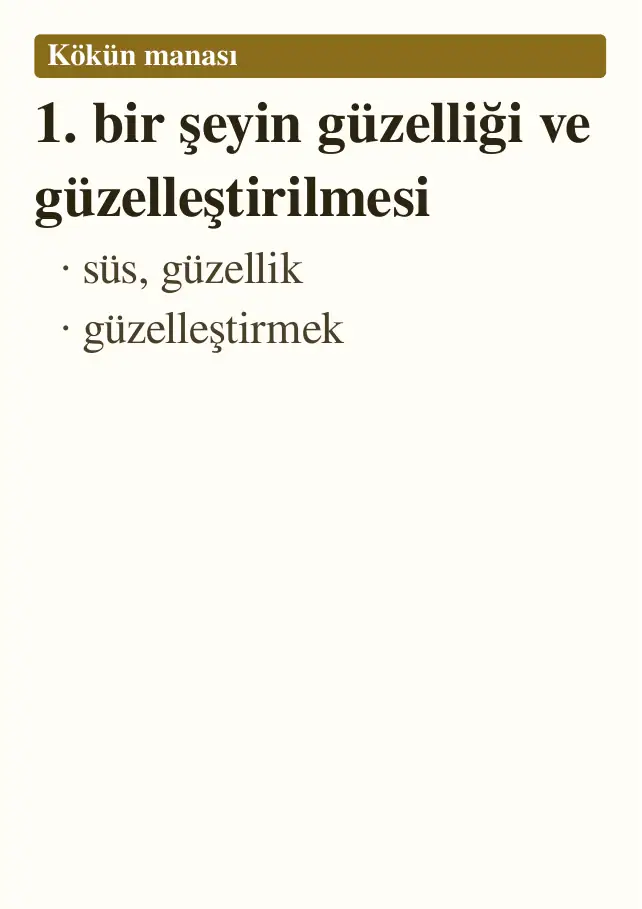 Kökün manası
1. bir şeyin güzelliği ve
güzelleştirilmesi
· süs, güzellik
· güzelleştirmek